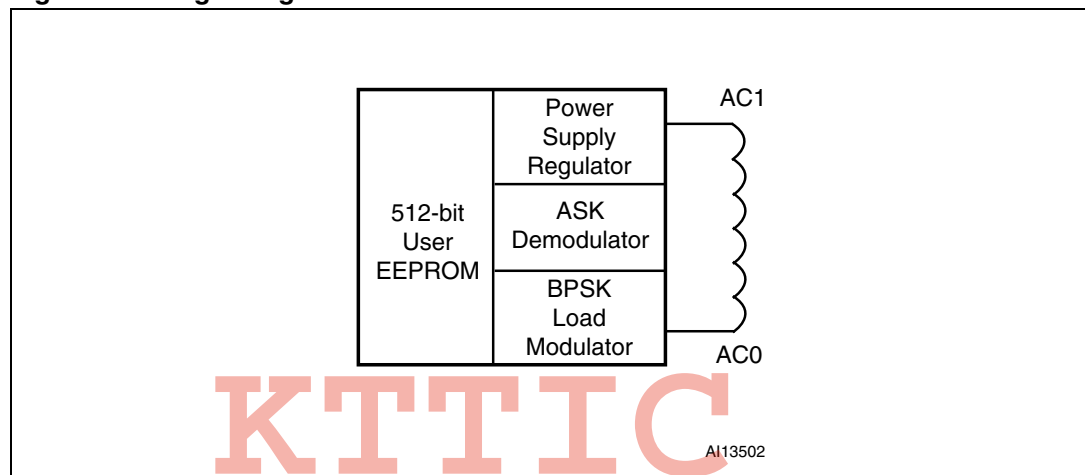 AC1
Power
Supply
Regulator
512-bit
User
EEPROM
ASK
Demodulator
BPSK
Load
Modulator
AC0
KTTIC
AI13502